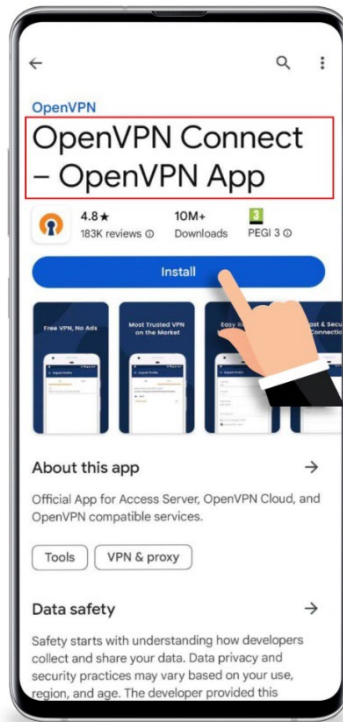 OpenVPN
OpenVPN Connect
– OpenVPN App
4.8★
10M+
3
183K reviews ⓘ
Downloads
PEGI 3 ⓘ
Install
Free VPN, No Ads
Most Trusted VPN
on the Market
Easy
About this app
Official App for Access Server, OpenVPN Cloud, and
OpenVPN compatible services.
Tools
VPN & proxy
Data safety
Safety starts with understanding how developers
collect and share your data. Data privacy and
security practices may vary based on your use,
region, and age. The developer provided this